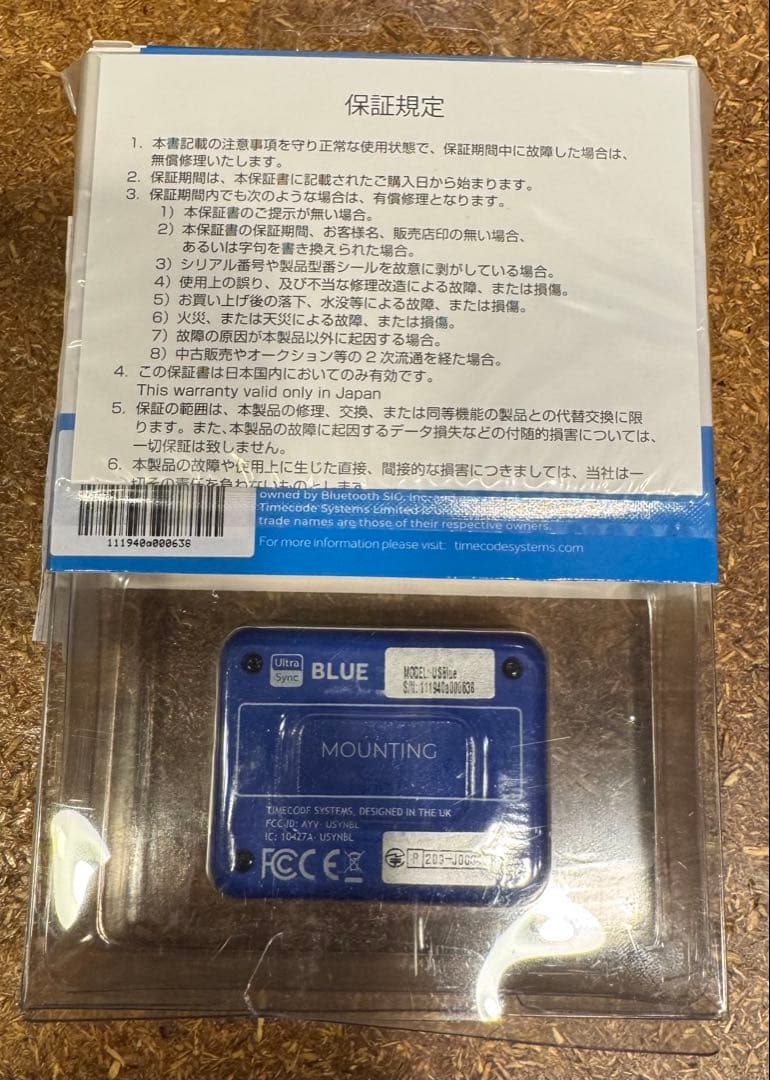 保証規定
1. 本書記載の注意事項を守り正常な使用状態で、保証期間中に故障した場合は、
無償修理いたします。
2. 保証期間は、本保証書に記載されたご購入日から始まります。
3. 保証期間内でも次のような場合は、有償修理となります。
1）本保証書のご提示が無い場合。
2）本保証書の保証期間、お客様名、販売店印の無い場合、
あるいは字句を書き換えられた場合。
3）シリアル番号や製品型番シールを故意に剥がしている場合。
4）使用上の誤り、及び不当な修理改造による故障、または損傷。
5）お買い上げ後の落下、水没等による故障、または損傷。
6）火災、または天災による故障、または損傷。
7）故障の原因が本製品以外に起因する場合。
8）中古販売やオークション等の２次流通を経た場合。
4. この保証書は日本国内においてのみ有効です。
This warranty valid only in Japan
5. 保証の範囲は、本製品の修理、交換、または同等機能の製品との代替交換に限
ります。また、本製品の故障に起因するデータ損失などの付随的損害については、
一切保証は致しません。
6. 本製品の故障や使用上に生じた直接、間接的な損害につきましては、当社は一
切その責任を負わないものとします。
owned by Bluetooth SIG, Inc.
Timecode Systems Limited is
trade names are those of their respective owners.
111940a000636
For more information please visit: timecodesystems.com
Ultra Sync BLUE
MODEL: USBlue
S/N: 111940a000636
MOUNTING
TIMECODE SYSTEMS, DESIGNED IN THE UK
FCC ID: AYV- USYNBL
IC: 10427A- USYNBL
FCC CE
R 203-J00